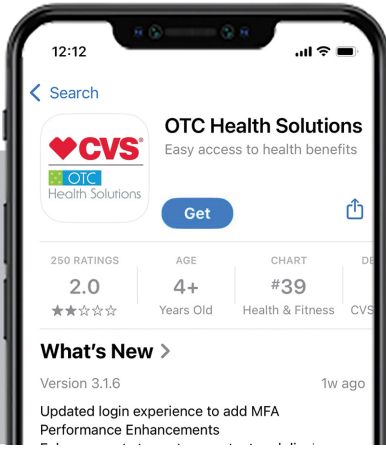 12:12
Search
CVS
OTC
Health Solutions
OTC Health Solutions
Easy access to health benefits
Get
250 RATINGS
AGE
CHART
2.0
4+
#39
Years Old
Health & Fitness
CVS
What's New
Version 3.1.6
1w ago
Updated login experience to add MFA
Performance Enhancements